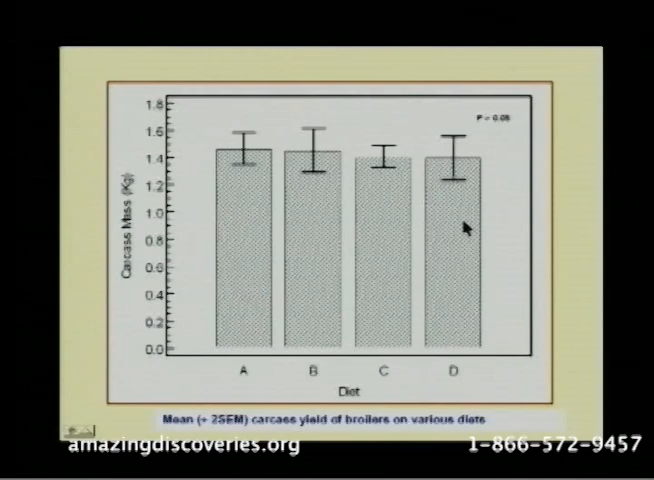 1.8
P = 0.05
1.6
1.4
1.2
1.0
0.8
0.6
0.4
0.2
0.0
Carcass Mass (Kg)
A B C D
Diet
Mean (+ 2SEM) carcass yield of broilers on various diets
amazingdiscoveries.org 1-866-572-9457